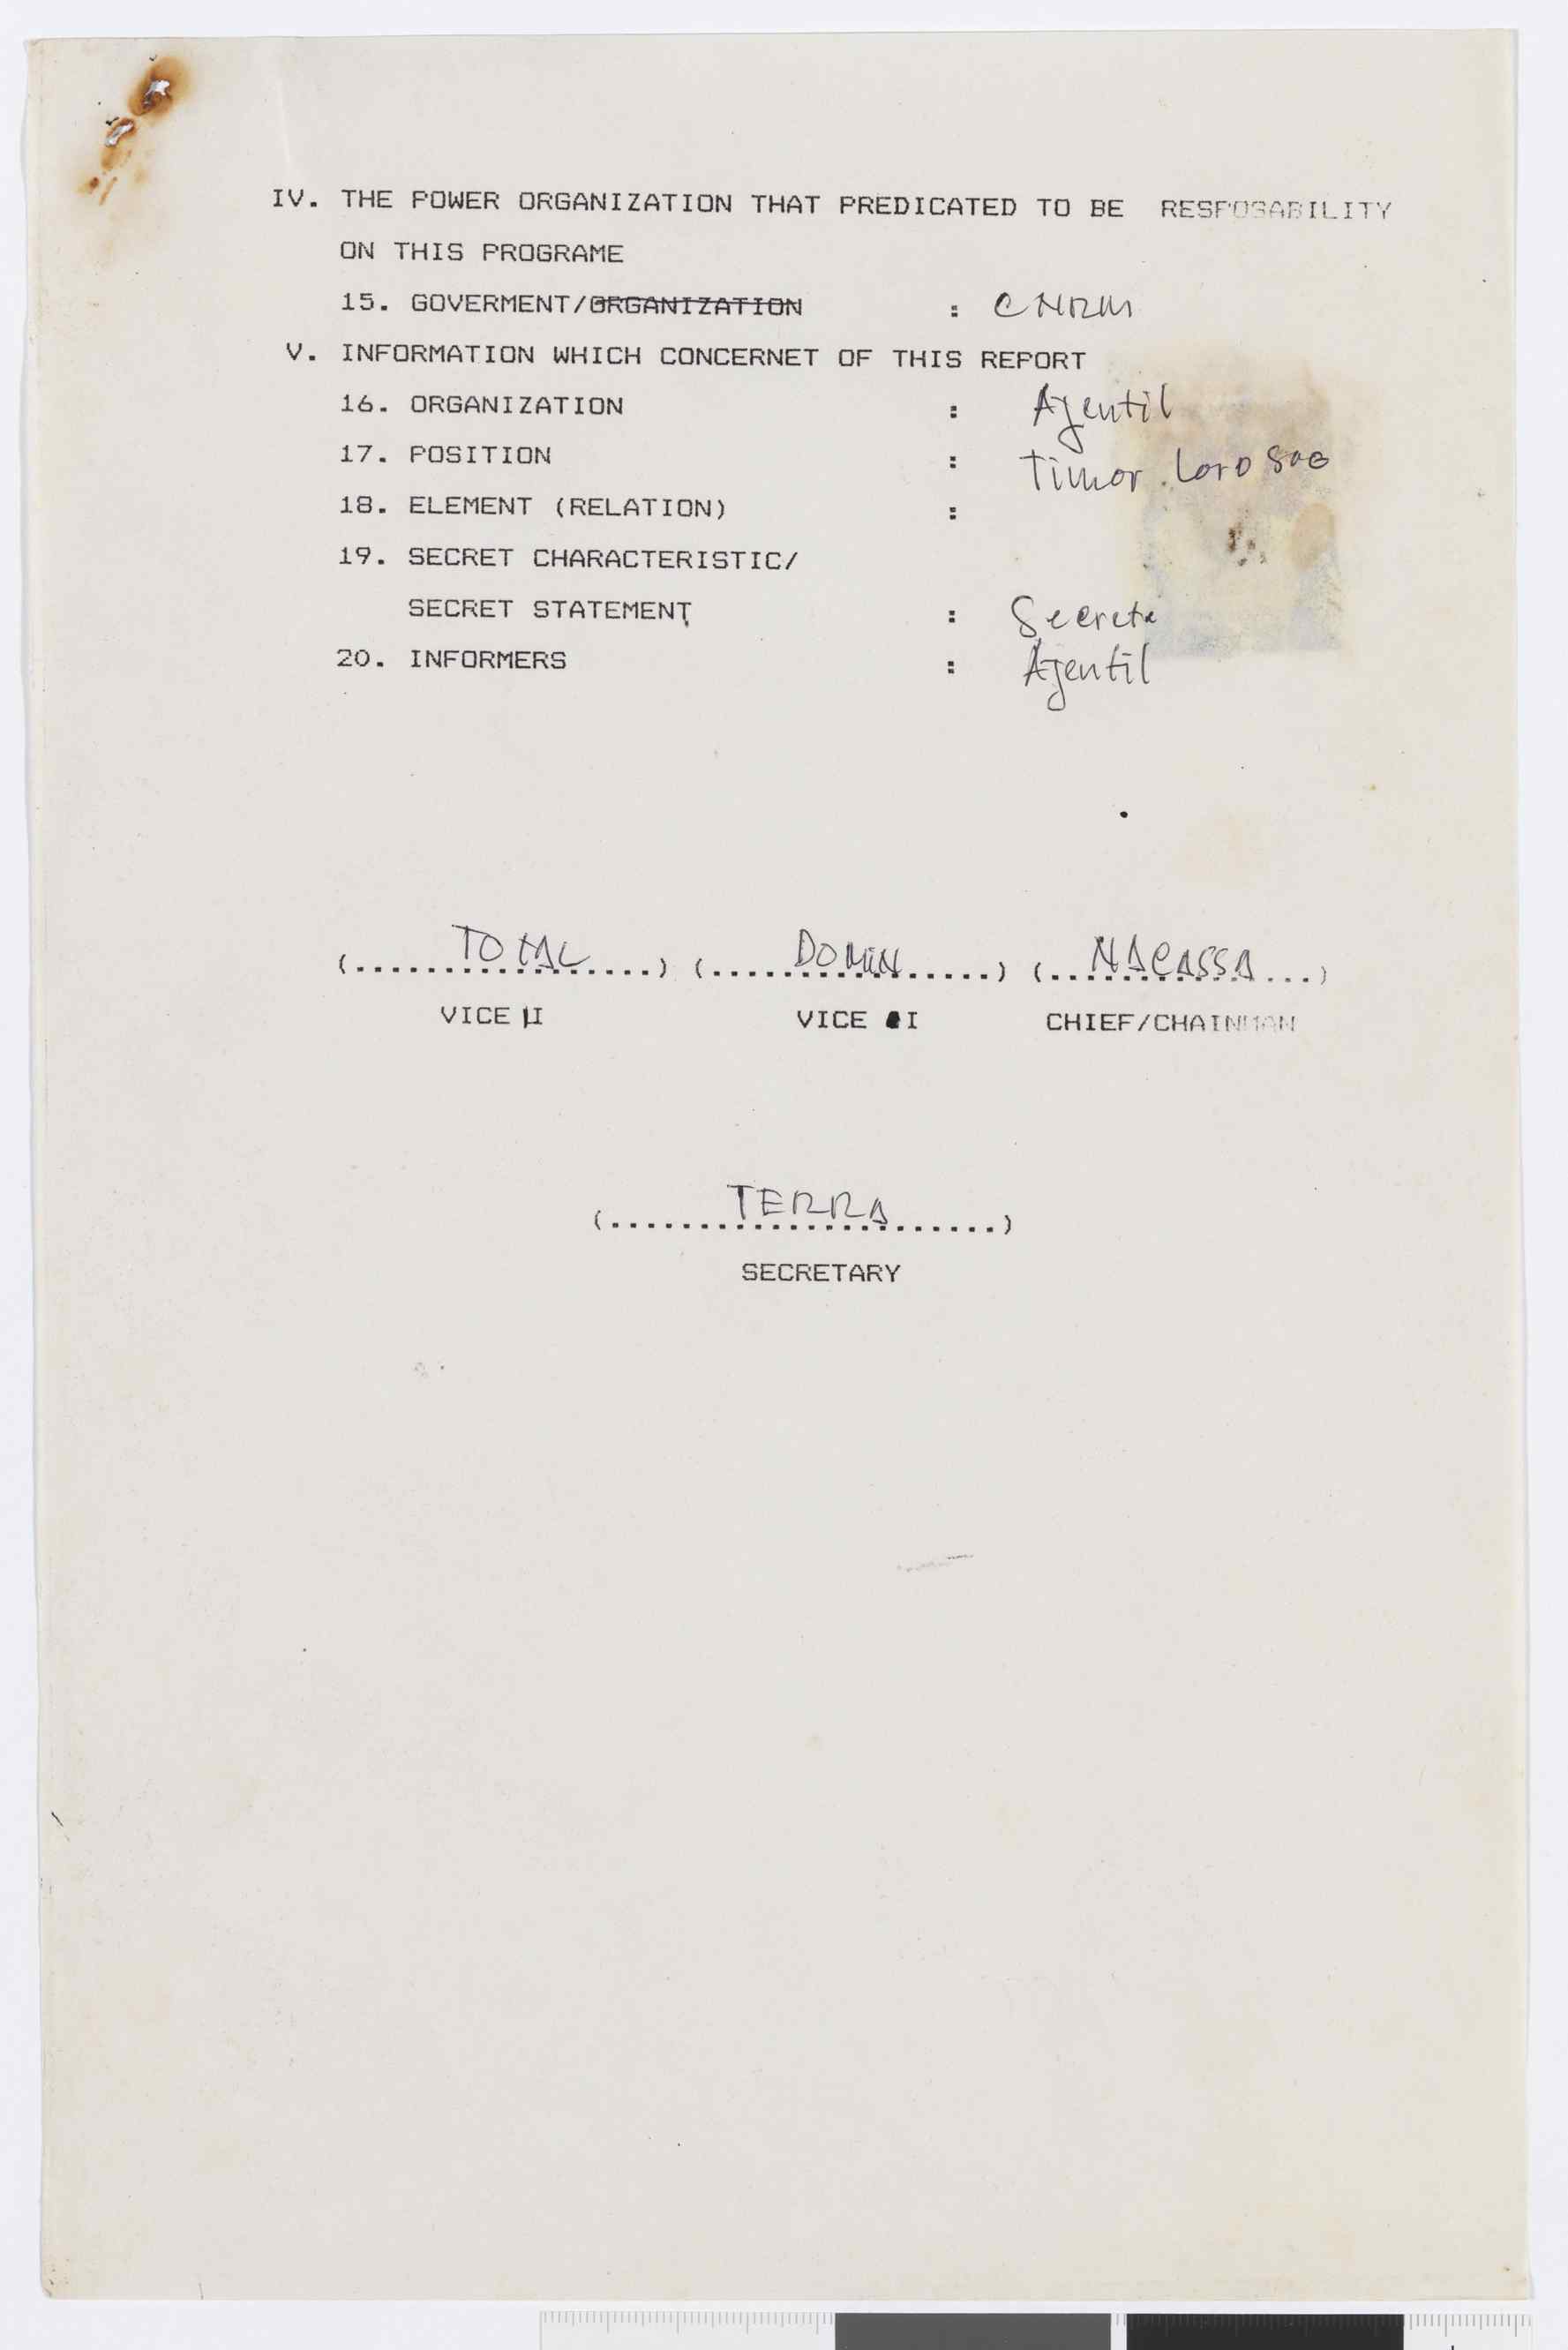 IV. THE POWER ORGANIZATION THAT PREDICATED TO BE RESPOSABILITY
ON THIS PROGRAME
15. GOVERMENT/ORGANIZATION : CNRM
V. INFORMATION WHICH CONCERNET OF THIS REPORT
16. ORGANIZATION : Ajentil
17. POSITION : Timor. Loro Sae
18. ELEMENT (RELATION) :
19. SECRET CHARACTERISTIC/
SECRET STATEMENT : Secreta
20. INFORMERS : Ajentil
(.....TOTAL.....) (.....DOMIN.....) (...NACASSA...)
VICE II VICE I CHIEF/CHAINMAN
(.....TERRA.....)
SECRETARY